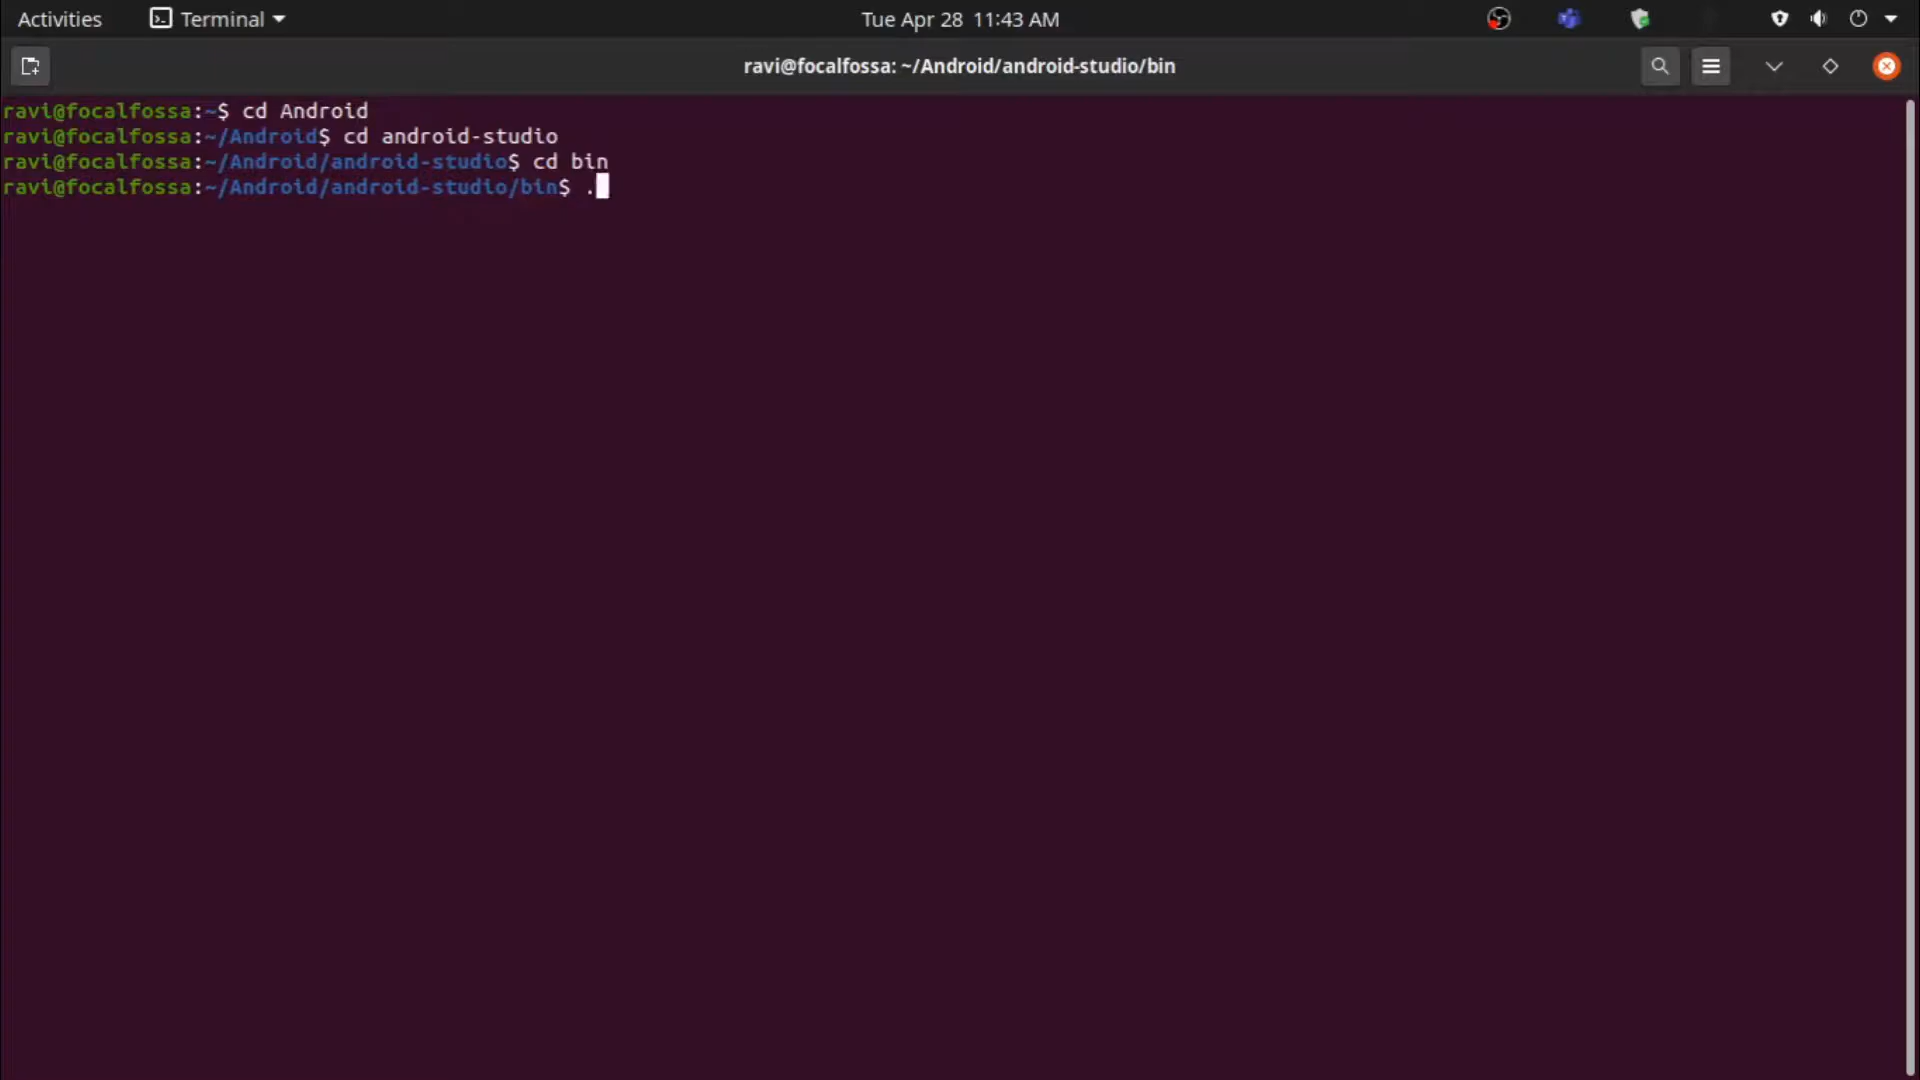 Activities Terminal Tue Apr 28 11:43 AM
ravi@focalfossa: ~/Android/android-studio/bin
ravi@focalfossa:~$ cd Android
ravi@focalfossa:~/Android$ cd android-studio
ravi@focalfossa:~/Android/android-studio$ cd bin
ravi@focalfossa:~/Android/android-studio/bin$ .